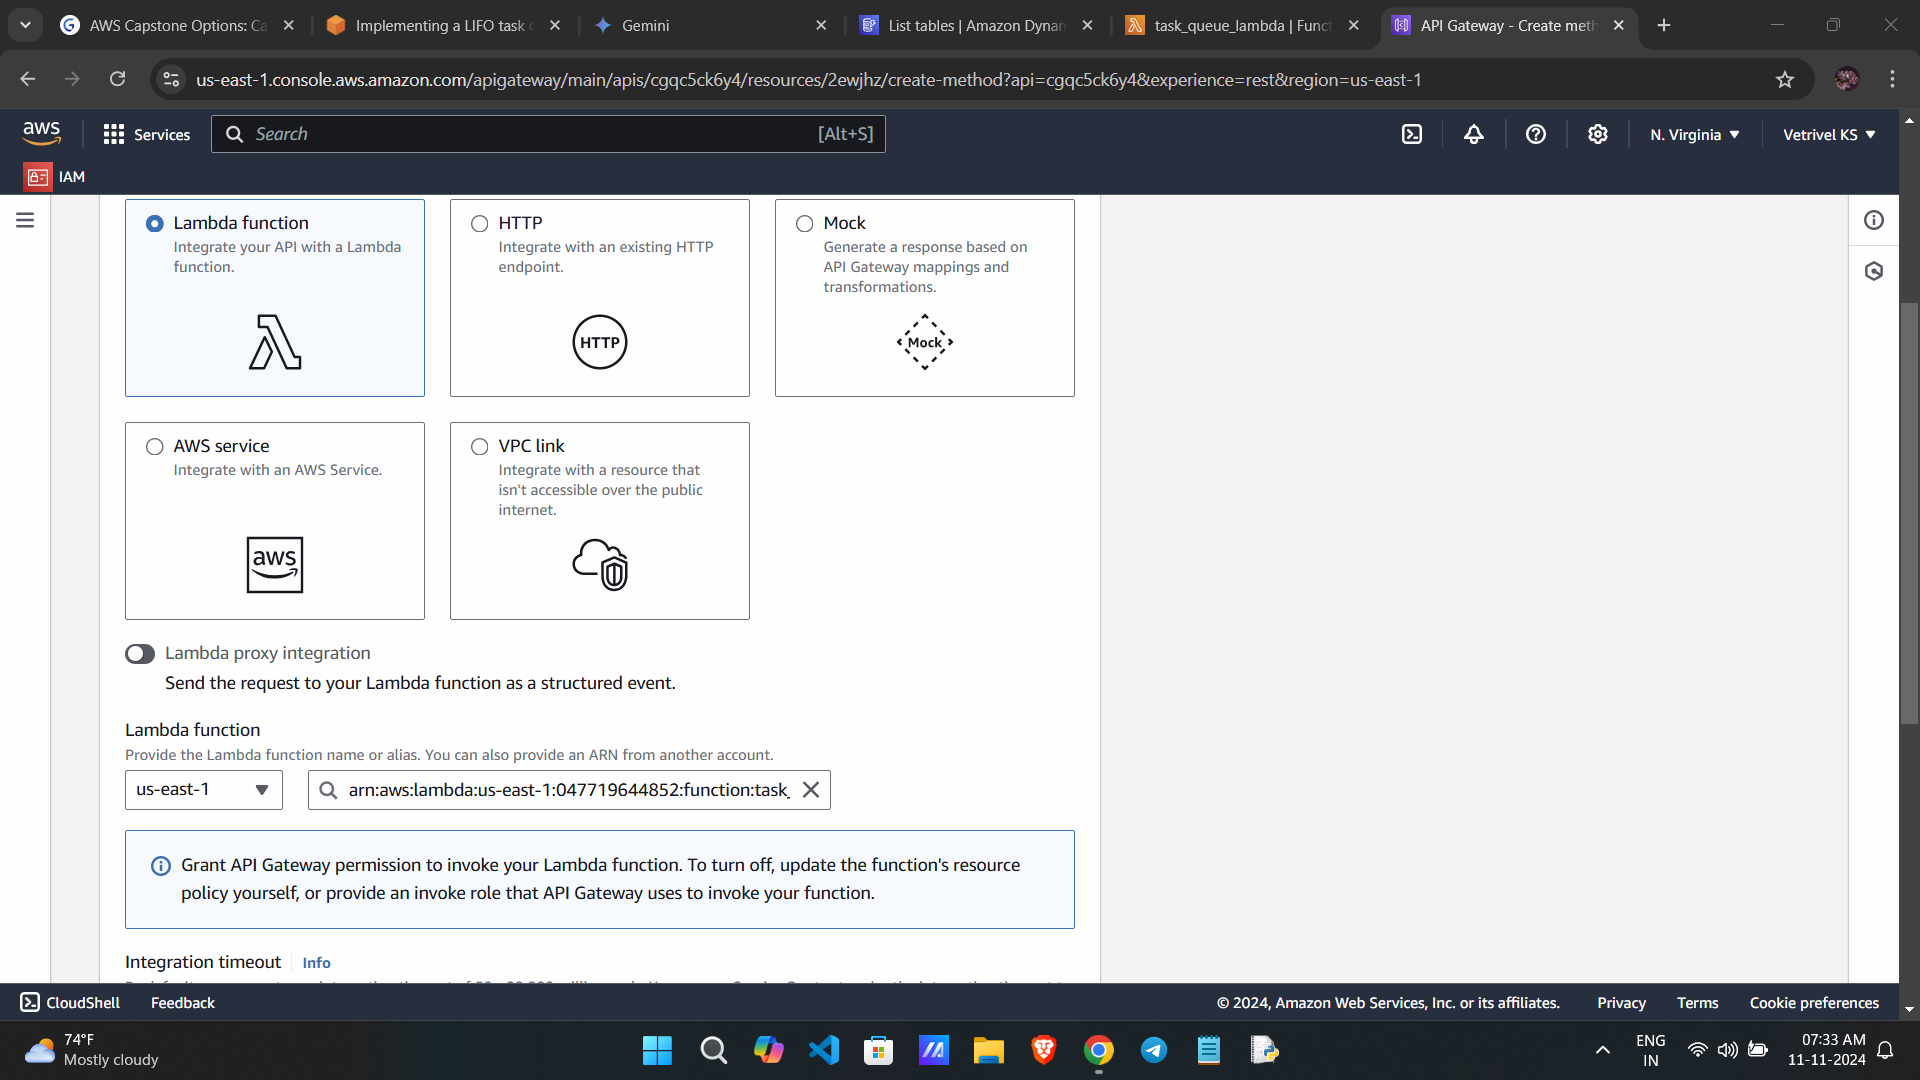 AWS Capstone Options: Ca
Implementing a LIFO task
Gemini
List tables | Amazon Dynam
task_queue_lambda | Funct
API Gateway - Create meth
us-east-1.console.aws.amazon.com/apigateway/main/apis/cgqc5ck6y4/resources/2ewjhz/create-method?api=cgqc5ck6y4&experience=rest&region=us-east-1
aws
Services
Search
[Alt+S]
N. Virginia
Vetrivel KS
IAM
Lambda function
Integrate your API with a Lambda
function.
HTTP
Integrate with an existing HTTP
endpoint.
HTTP
Mock
Generate a response based on
API Gateway mappings and
transformations.
Mock
AWS service
Integrate with an AWS Service.
aws
VPC link
Integrate with a resource that
isn't accessible over the public
internet.
Lambda proxy integration
Send the request to your Lambda function as a structured event.
Lambda function
Provide the Lambda function name or alias. You can also provide an ARN from another account.
us-east-1
arn:aws:lambda:us-east-1:047719644852:function:task_
Grant API Gateway permission to invoke your Lambda function. To turn off, update the function's resource
policy yourself, or provide an invoke role that API Gateway uses to invoke your function.
Integration timeout
Info
CloudShell
Feedback
© 2024, Amazon Web Services, Inc. or its affiliates.
Privacy
Terms
Cookie preferences
74°F
Mostly cloudy
ENG
IN
07:33 AM
11-11-2024